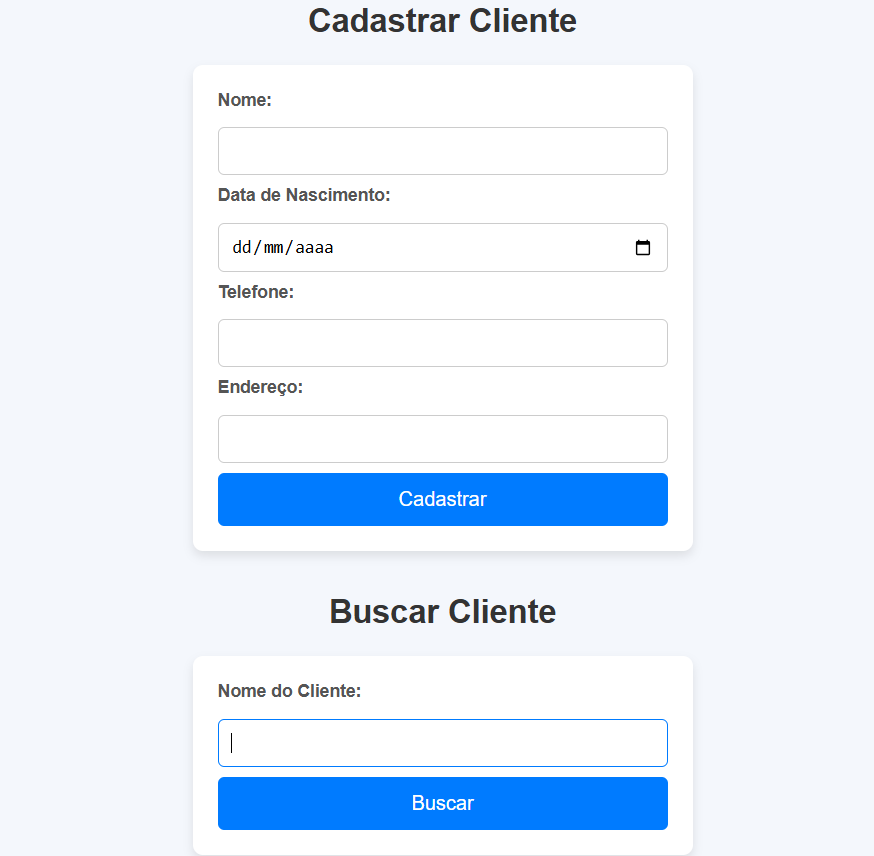 Cadastrar Cliente
Nome:
Data de Nascimento:
dd/mm/aaaa
Telefone:
Endereço:
Cadastrar
Buscar Cliente
Nome do Cliente:
Buscar